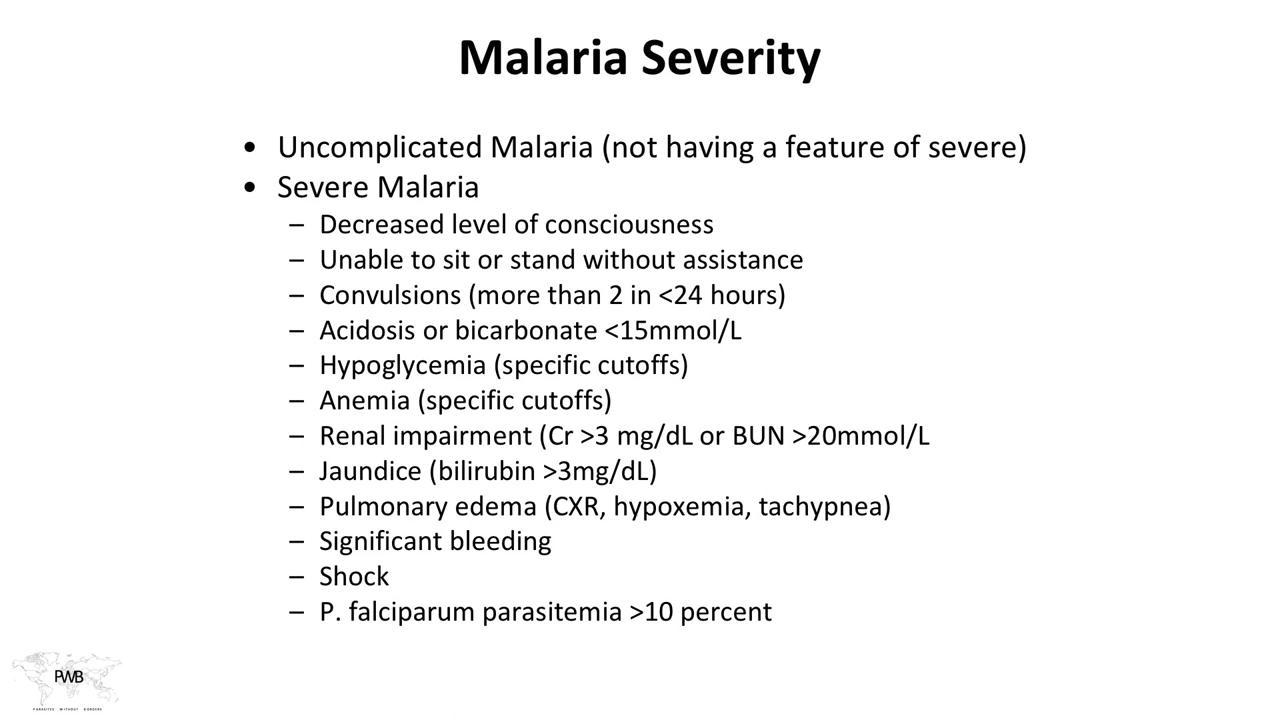 Malaria Severity
• Uncomplicated Malaria (not having a feature of severe)
• Severe Malaria
– Decreased level of consciousness
– Unable to sit or stand without assistance
– Convulsions (more than 2 in <24 hours)
– Acidosis or bicarbonate <15mmol/L
– Hypoglycemia (specific cutoffs)
– Anemia (specific cutoffs)
– Renal impairment (Cr >3 mg/dL or BUN >20mmol/L
– Jaundice (bilirubin >3mg/dL)
– Pulmonary edema (CXR, hypoxemia, tachypnea)
– Significant bleeding
– Shock
– P. falciparum parasitemia >10 percent
PWB
PARASITES WITHOUT BORDERS